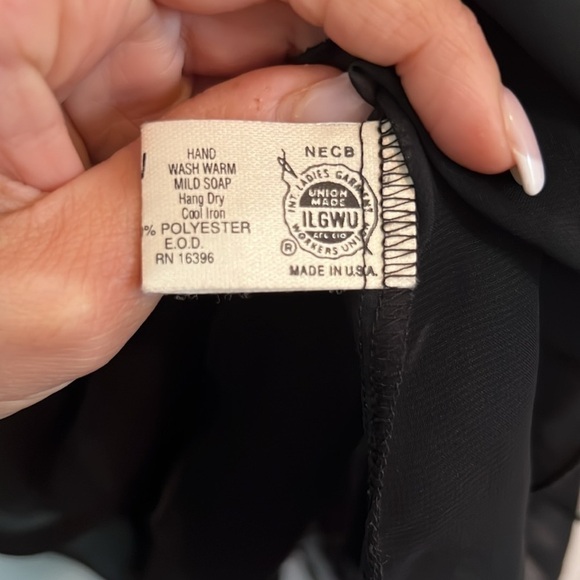 HAND
WASH WARM
MILD SOAP
Hang Dry
Cool Iron
% POLYESTER
E.O.D.
RN 16396
NECB
INT LADIES GARMENT
UNION
MADE
ILGWU
AFL CIO
WORKERS UNION
®
MADE IN U.S.A.